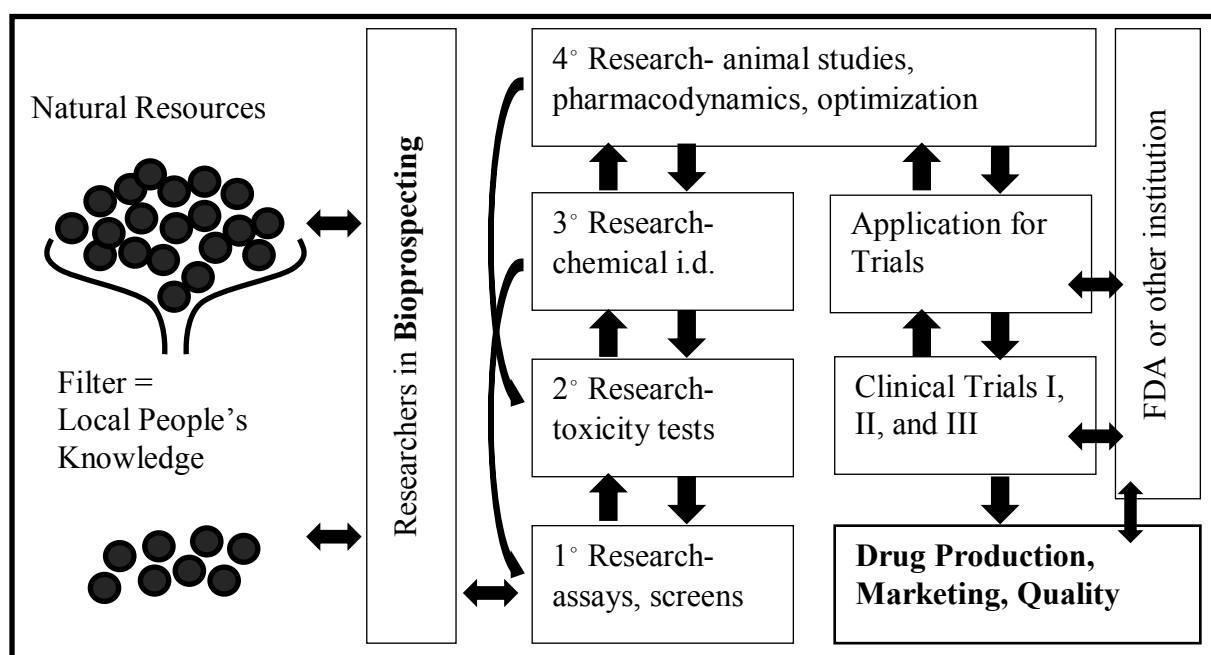 Natural Resources
Filter =
Local People’s
Knowledge
Researchers in Bioprospecting
4° Research- animal studies,
pharmacodynamics, optimization
3° Research-
chemical i.d.
2° Research-
toxicity tests
1° Research-
assays, screens
Application for
Trials
Clinical Trials I,
II, and III
Drug Production,
Marketing, Quality
FDA or other institution